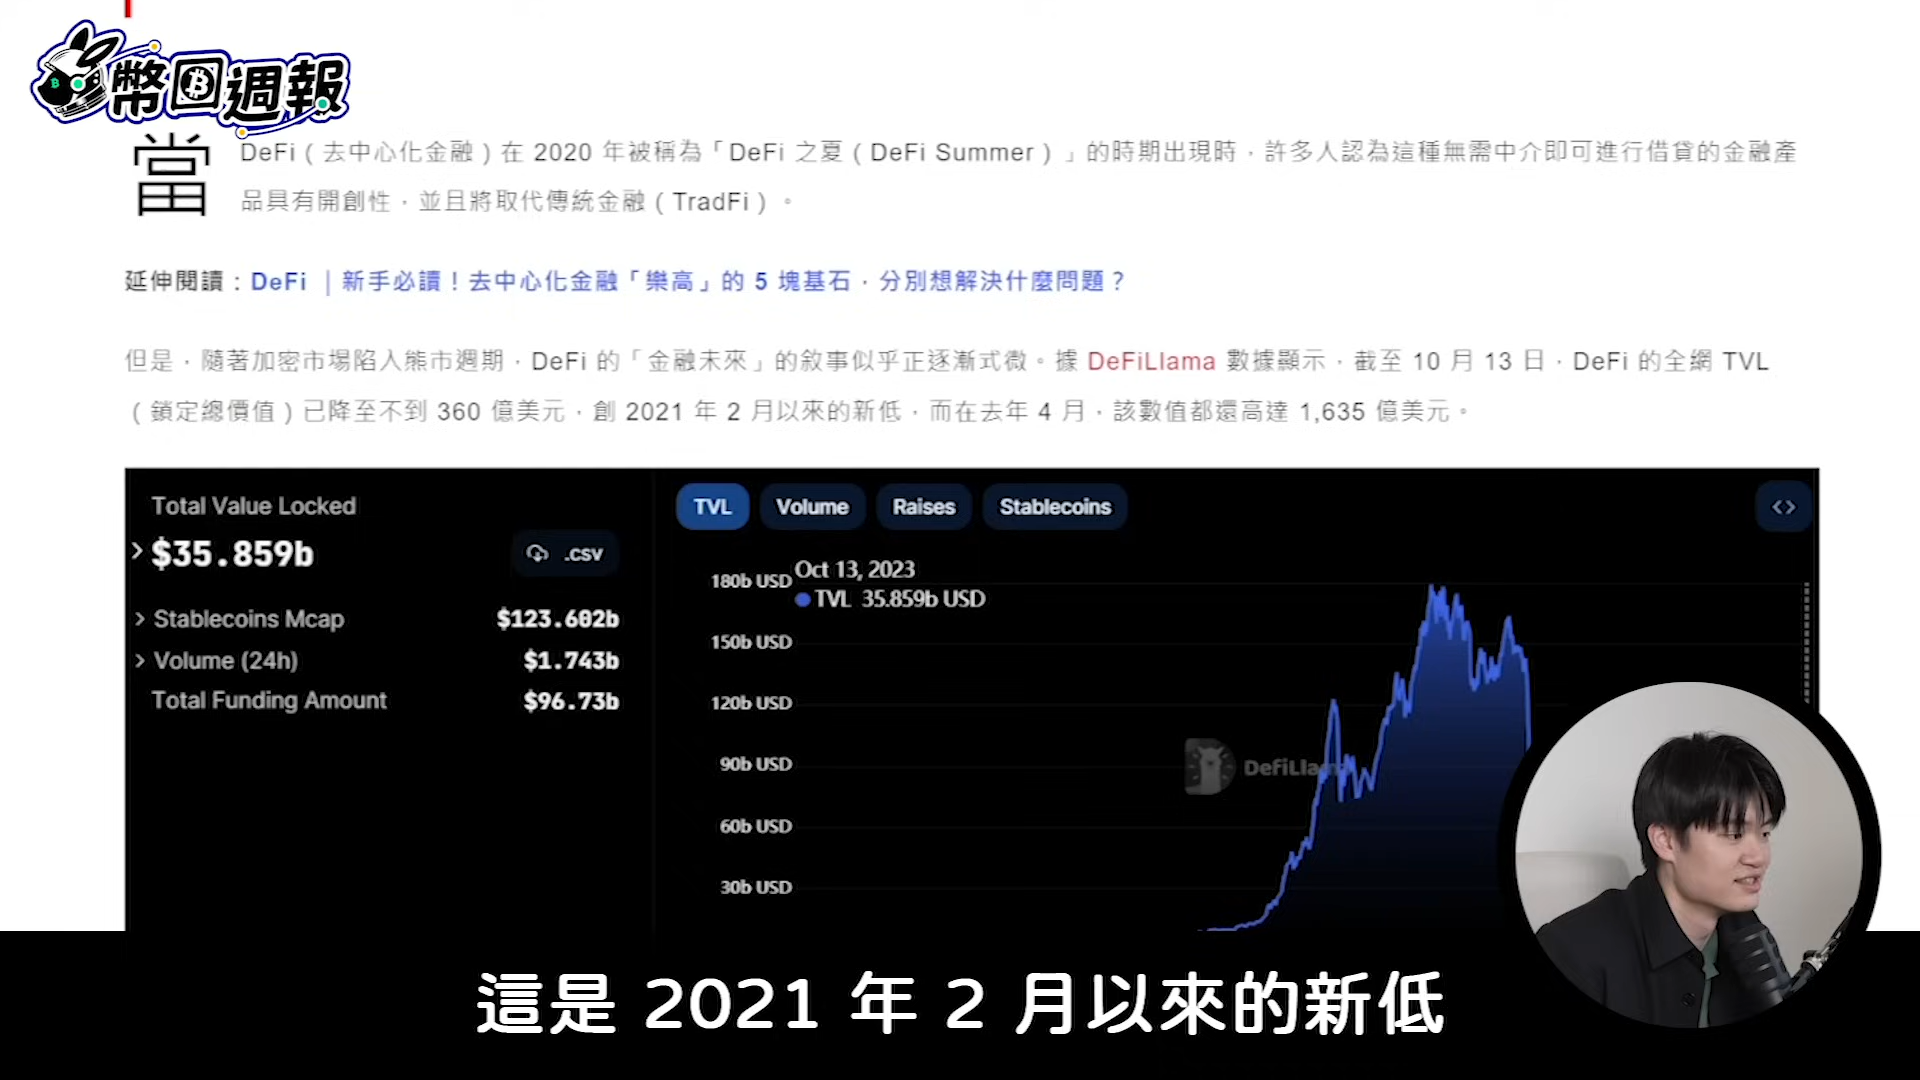 幣回週報
當
DeFi（去中心化金融）在 2020 年被稱為「DeFi 之夏（DeFi Summer）」的時期出現時，許多人認為這種無需中介即可進行借貸的金融產
品具有開創性，並且將取代傳統金融（TradFi）。
延伸閱讀：DeFi ｜新手必讀！去中心化金融「樂高」的 5 塊基石，分別想解決什麼問題？
但是，隨著加密市場陷入熊市週期，DeFi 的「金融未來」的敘事似乎正逐漸式微。據 DeFiLlama 數據顯示，截至 10 月 13 日，DeFi 的全網 TVL
（鎖定總價值）已降至不到 360 億美元，創 2021 年 2 月以來的新低，而在去年 4 月，該數值都還高達 1,635 億美元。
Total Value Locked
$35.859b
.csv
Stablecoins Mcap $123.602b
Volume (24h) $1.743b
Total Funding Amount $96.73b
TVL Volume Raises Stablecoins
Oct 13, 2023
TVL 35.859b USD
180b USD
150b USD
120b USD
90b USD
60b USD
30b USD
DefiLlama
這是 2021 年 2 月以來的新低